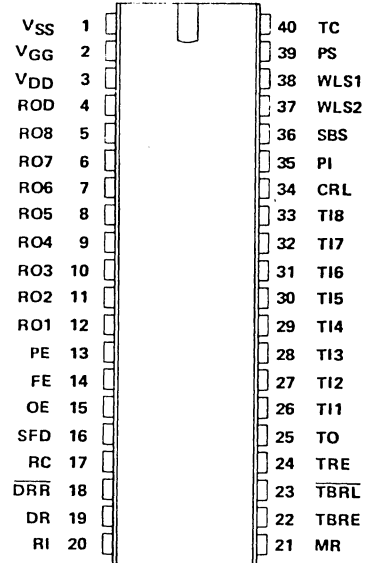 VSS 1 40 TC
VGG 2 39 PS
VDD 3 38 WLS1
ROD 4 37 WLS2
RO8 5 36 SBS
RO7 6 35 PI
RO6 7 34 CRL
RO5 8 33 TI8
RO4 9 32 TI7
RO3 10 31 TI6
RO2 11 30 TI5
RO1 12 29 TI4
PE 13 28 TI3
FE 14 27 TI2
OE 15 26 TI1
SFD 16 25 TO
RC 17 24 TRE
D̅R̅R̅ 18 23 T̅B̅R̅L̅
DR 19 22 TBRE
RI 20 21 MR